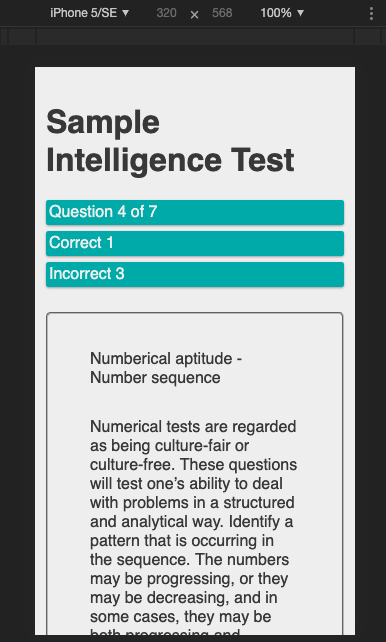 iPhone 5/SE ▼ 320 × 568 100% ▼
Sample
Intelligence Test
Question 4 of 7
Correct 1
Incorrect 3
Numberical aptitude -
Number sequence
Numerical tests are regarded
as being culture-fair or
culture-free. These questions
will test one’s ability to deal
with problems in a structured
and analytical way. Identify a
pattern that is occurring in
the sequence. The numbers
may be progressing, or they
may be decreasing, and in
some cases, they may be
both progressing and